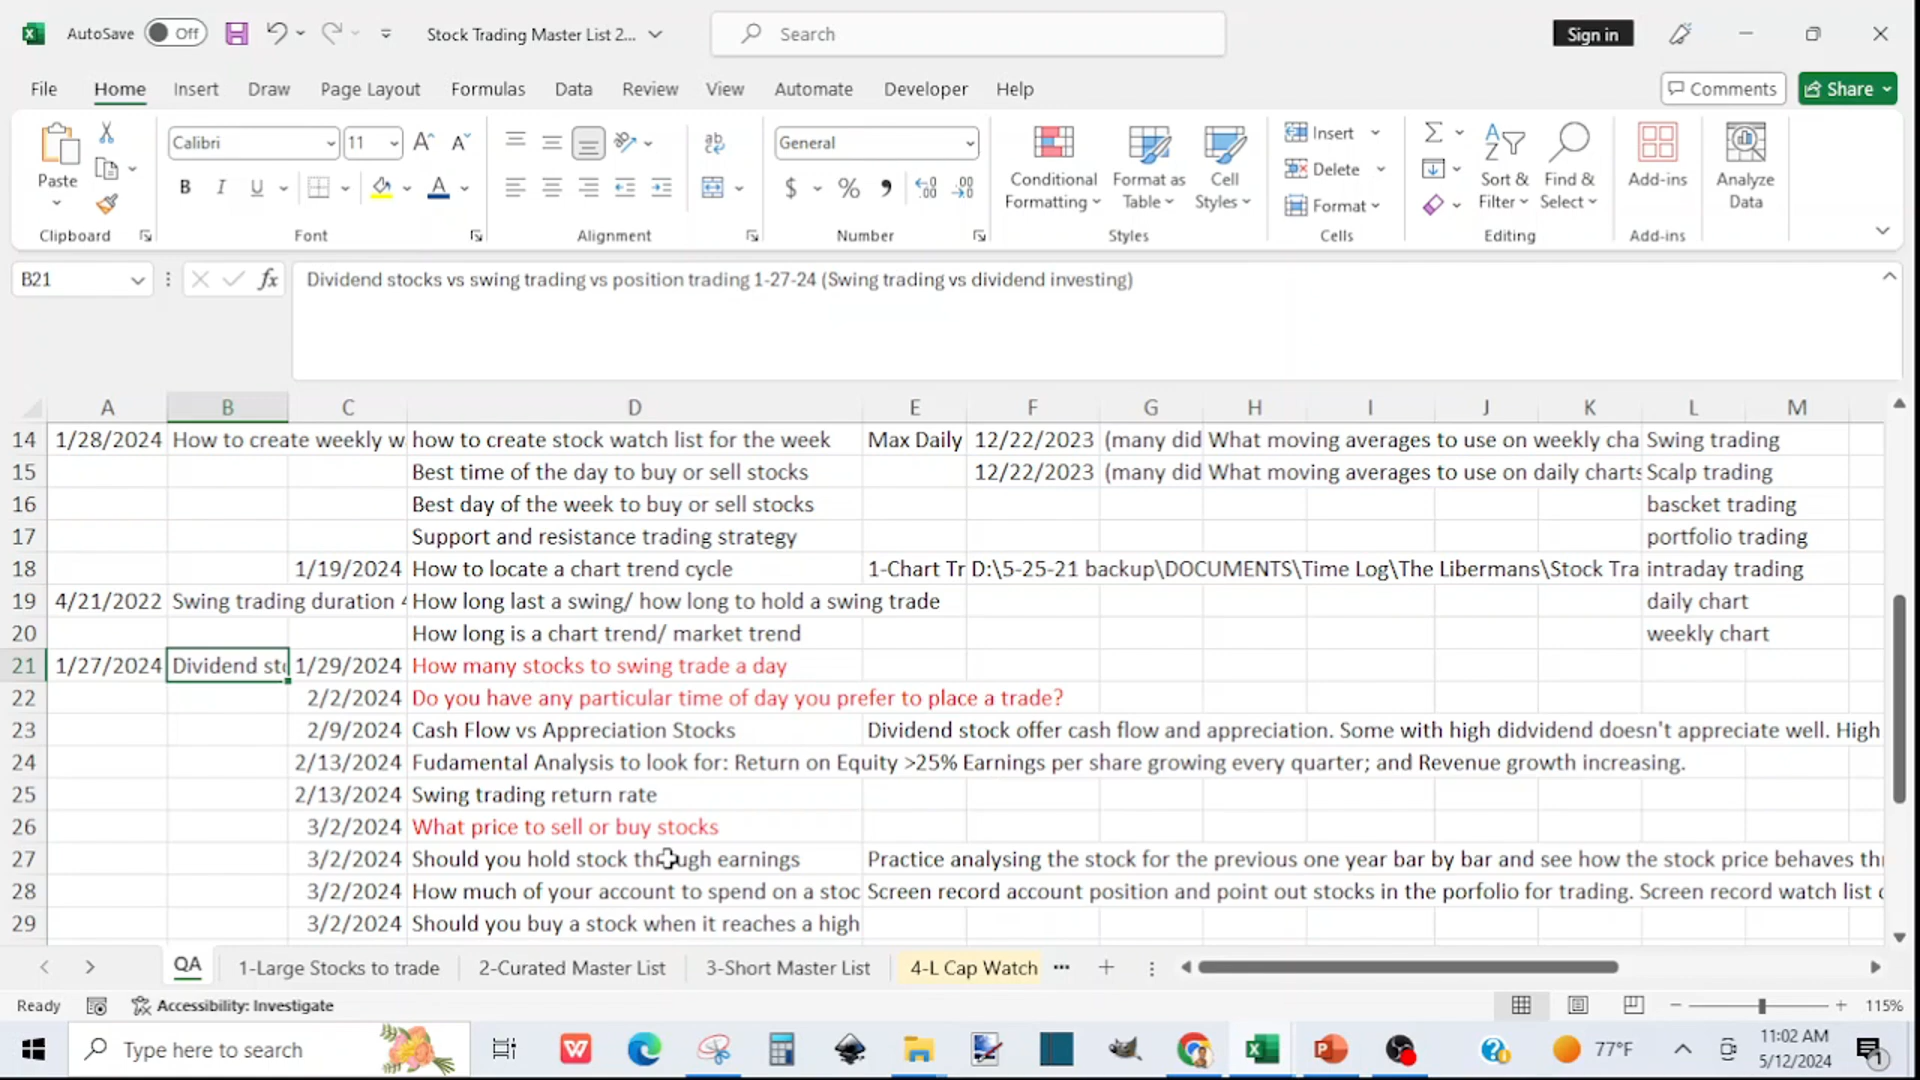 AutoSave Off Stock Trading Master List 2... Search Sign in
File Home Insert Draw Page Layout Formulas Data Review View Automate Developer Help Comments Share
Paste Calibri 11 General Conditional Formatting Format as Table Cell Styles Insert Delete Format Sort & Filter Find & Select Add-ins Analyze Data
Clipboard Font Alignment Number Styles Cells Editing Add-ins
B21 fx Dividend stocks vs swing trading vs position trading 1-27-24 (Swing trading vs dividend investing)
A B C D E F G H I J K L M
14 1/28/2024 How to create weekly w how to create stock watch list for the week Max Daily 12/22/2023 (many did What moving averages to use on weekly cha Swing trading
15 Best time of the day to buy or sell stocks 12/22/2023 (many did What moving averages to use on daily charts Scalp trading
16 Best day of the week to buy or sell stocks bascket trading
17 Support and resistance trading strategy portfolio trading
18 1/19/2024 How to locate a chart trend cycle 1-Chart Tr D:\5-25-21 backup\DOCUMENTS\Time Log\The Libermans\Stock Tra intraday trading
19 4/21/2022 Swing trading duration How long last a swing/ how long to hold a swing trade daily chart
20 How long is a chart trend/ market trend weekly chart
21 1/27/2024 Dividend sto 1/29/2024 How many stocks to swing trade a day
22 2/2/2024 Do you have any particular time of day you prefer to place a trade?
23 2/9/2024 Cash Flow vs Appreciation Stocks Dividend stock offer cash flow and appreciation. Some with high didvidend doesn't appreciate well. High
24 2/13/2024 Fudamental Analysis to look for: Return on Equity >25% Earnings per share growing every quarter; and Revenue growth increasing.
25 2/13/2024 Swing trading return rate
26 3/2/2024 What price to sell or buy stocks
27 3/2/2024 Should you hold stock through earnings Practice analysing the stock for the previous one year bar by bar and see how the stock price behaves th
28 3/2/2024 How much of your account to spend on a stoc Screen record account position and point out stocks in the porfolio for trading. Screen record watch list
29 3/2/2024 Should you buy a stock when it reaches a high
QA 1-Large Stocks to trade 2-Curated Master List 3-Short Master List 4-L Cap Watch ...
Ready Accessibility: Investigate 115%
Type here to search 77°F 11:02 AM
5/12/2024